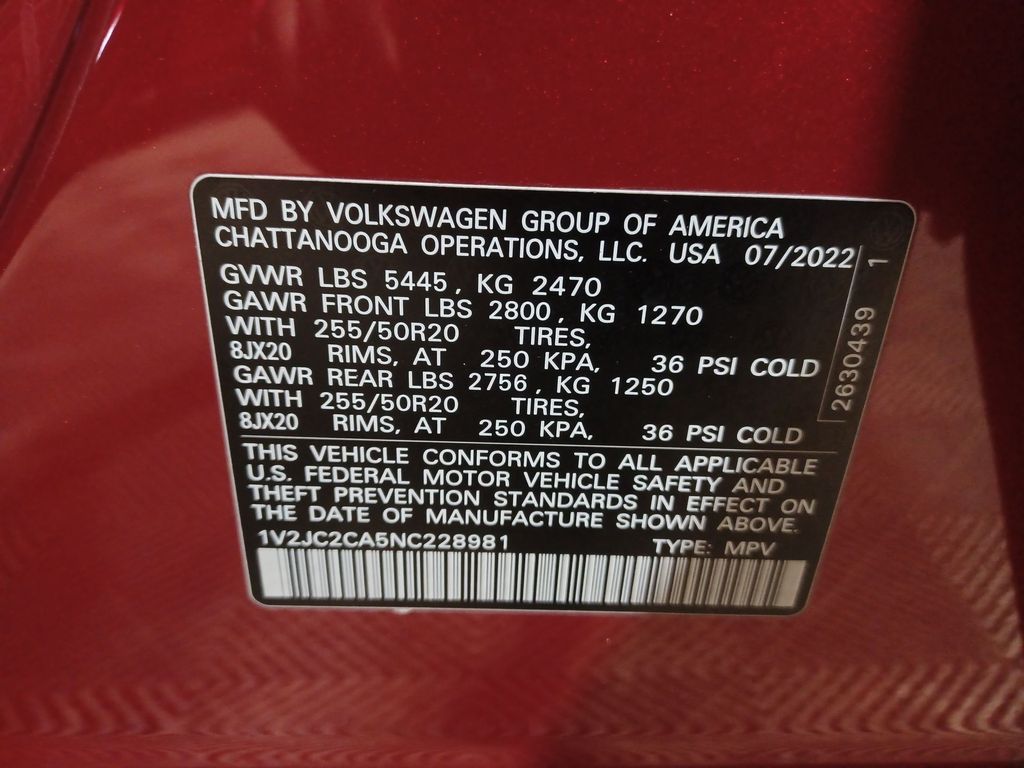 MFD BY VOLKSWAGEN GROUP OF AMERICA
CHATTANOOGA OPERATIONS, LLC. USA 07/2022
GVWR LBS 5445, KG 2470
GAWR FRONT LBS 2800, KG 1270
WITH 255/50R20 TIRES,
8JX20 RIMS, AT 250 KPA, 36 PSI COLD
GAWR REAR LBS 2756, KG 1250
WITH 255/50R20 TIRES,
8JX20 RIMS, AT 250 KPA, 36 PSI COLD
THIS VEHICLE CONFORMS TO ALL APPLICABLE
U.S. FEDERAL MOTOR VEHICLE SAFETY AND
THEFT PREVENTION STANDARDS IN EFFECT ON
THE DATE OF MANUFACTURE SHOWN ABOVE.
1V2JC2CA5NC228981 TYPE: MPV
2630439 1